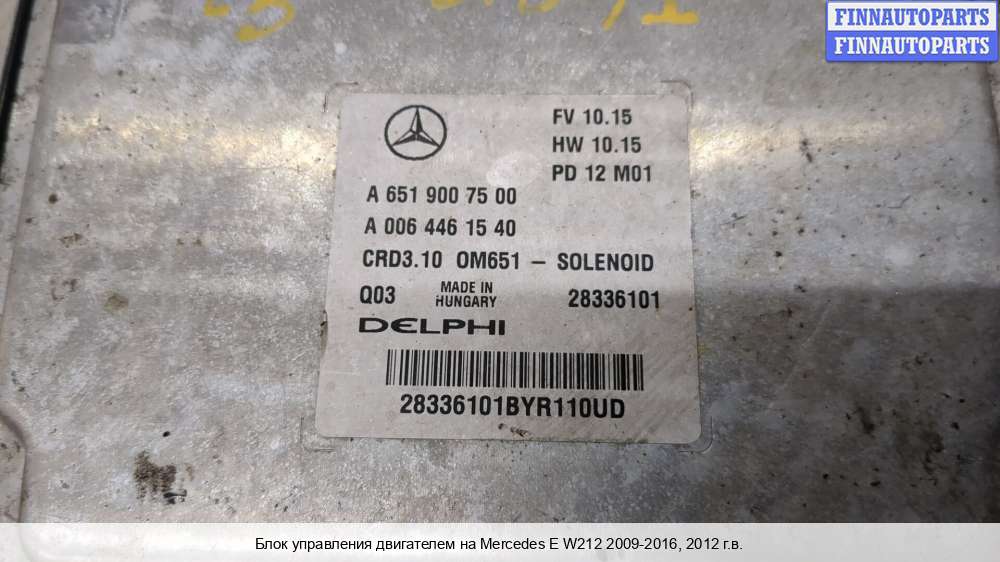 FINNAUTOPARTS
FINNAUTOPARTS
FV 10.15
HW 10.15
PD 12 M01
A 651 900 75 00
A 006 446 15 40
CRD3.10 OM651 – SOLENOID
Q03 MADE IN HUNGARY 28336101
DELPHI
28336101BYR110UD
Блок управления двигателем на Mercedes E W212 2009-2016, 2012 г.в.